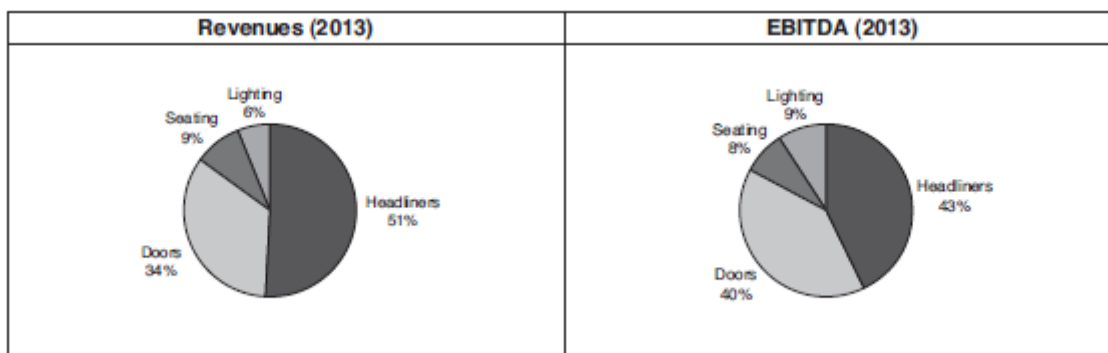 Revenues (2013)
EBITDA (2013)
Lighting
6%
Seating
9%
Headliners
51%
Doors
34%
Lighting
9%
Seating
8%
Headliners
43%
Doors
40%